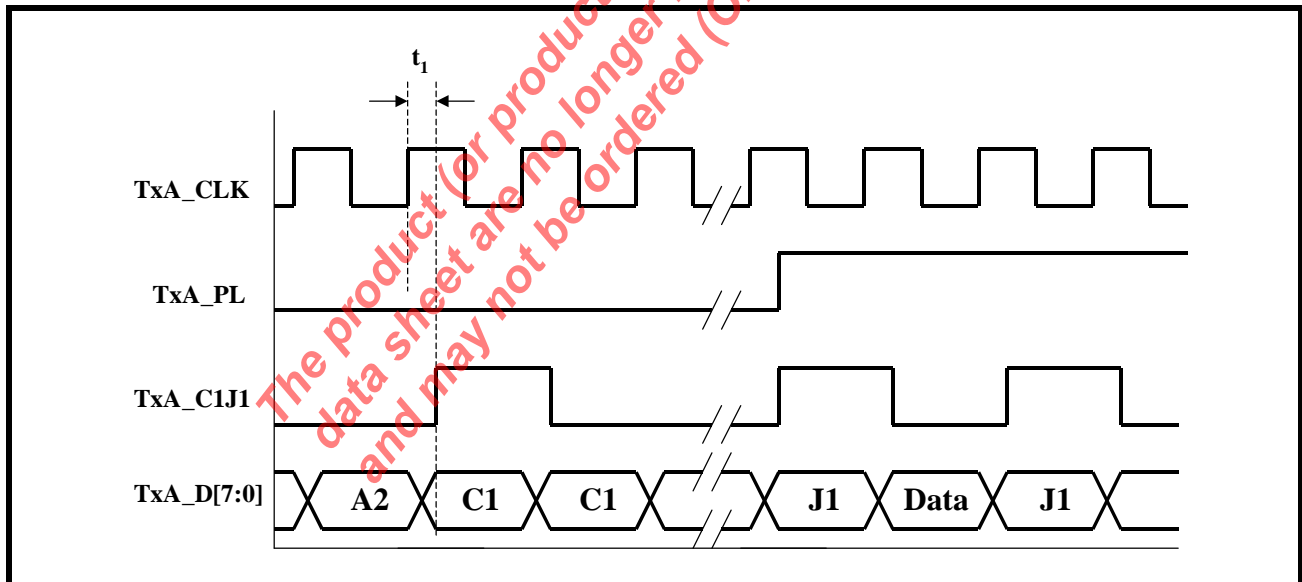 t1
TxA_CLK
TxA_PL
TxA_C1J1
TxA_D[7:0]
A2
C1
C1
J1
Data
J1
The product (or produc
data sheet are no longer
and may not be ordered (O